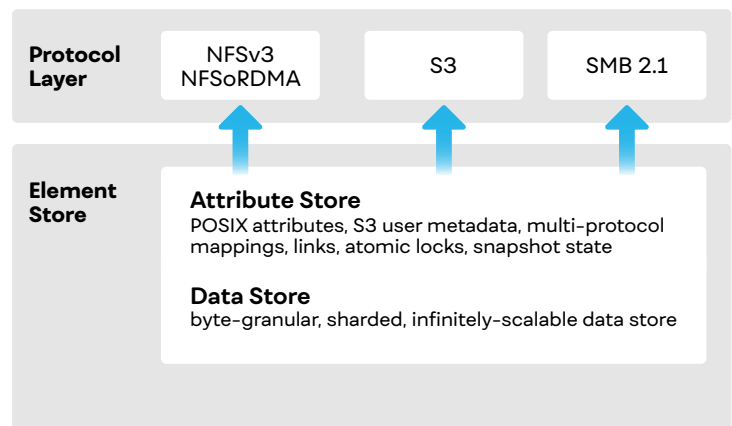 Protocol
Layer
NFSv3
NFSoRDMA
S3
SMB 2.1
Element
Store
Attribute Store
POSIX attributes, S3 user metadata, multi-protocol
mappings, links, atomic locks, snapshot state
Data Store
byte-granular, sharded, infinitely-scalable data store